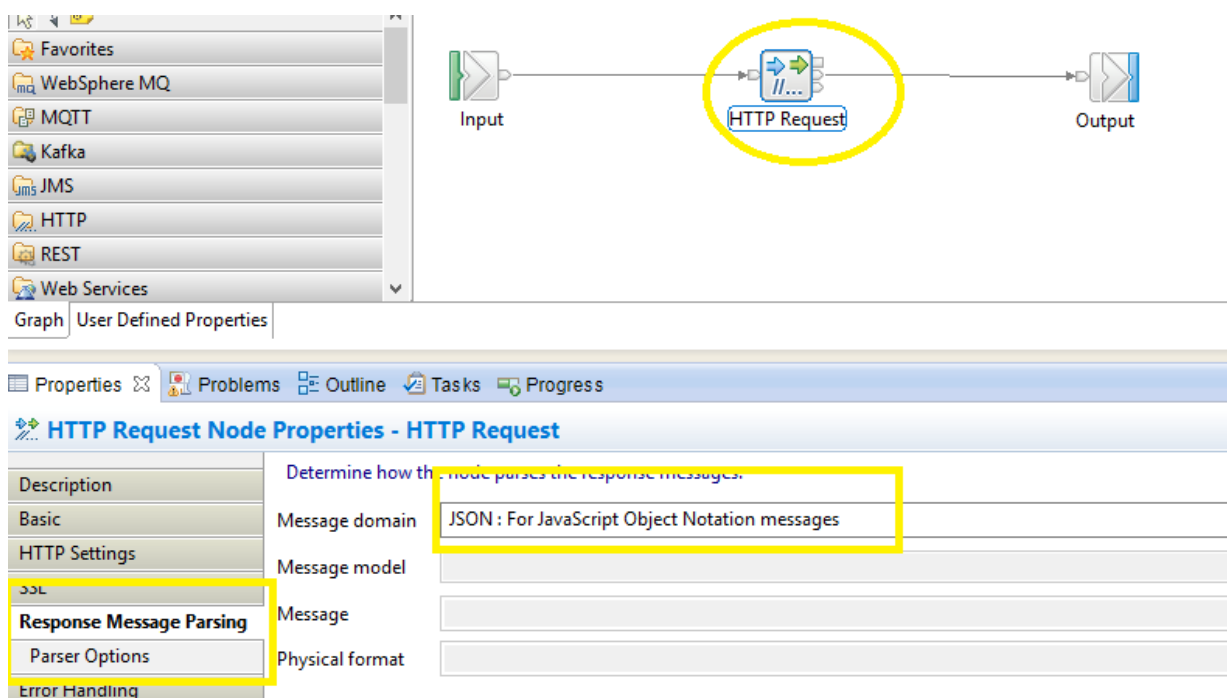 Favorites
WebSphere MQ
MQTT
Kafka
JMS
HTTP
REST
Web Services
Input
HTTP Request
Output
Graph User Defined Properties
Properties Problems Outline Tasks Progress
HTTP Request Node Properties - HTTP Request
Description
Basic
HTTP Settings
SSL
Response Message Parsing
Parser Options
Error Handling
Determine how the node parses the response messages.
Message domain JSON : For JavaScript Object Notation messages
Message model
Message
Physical format